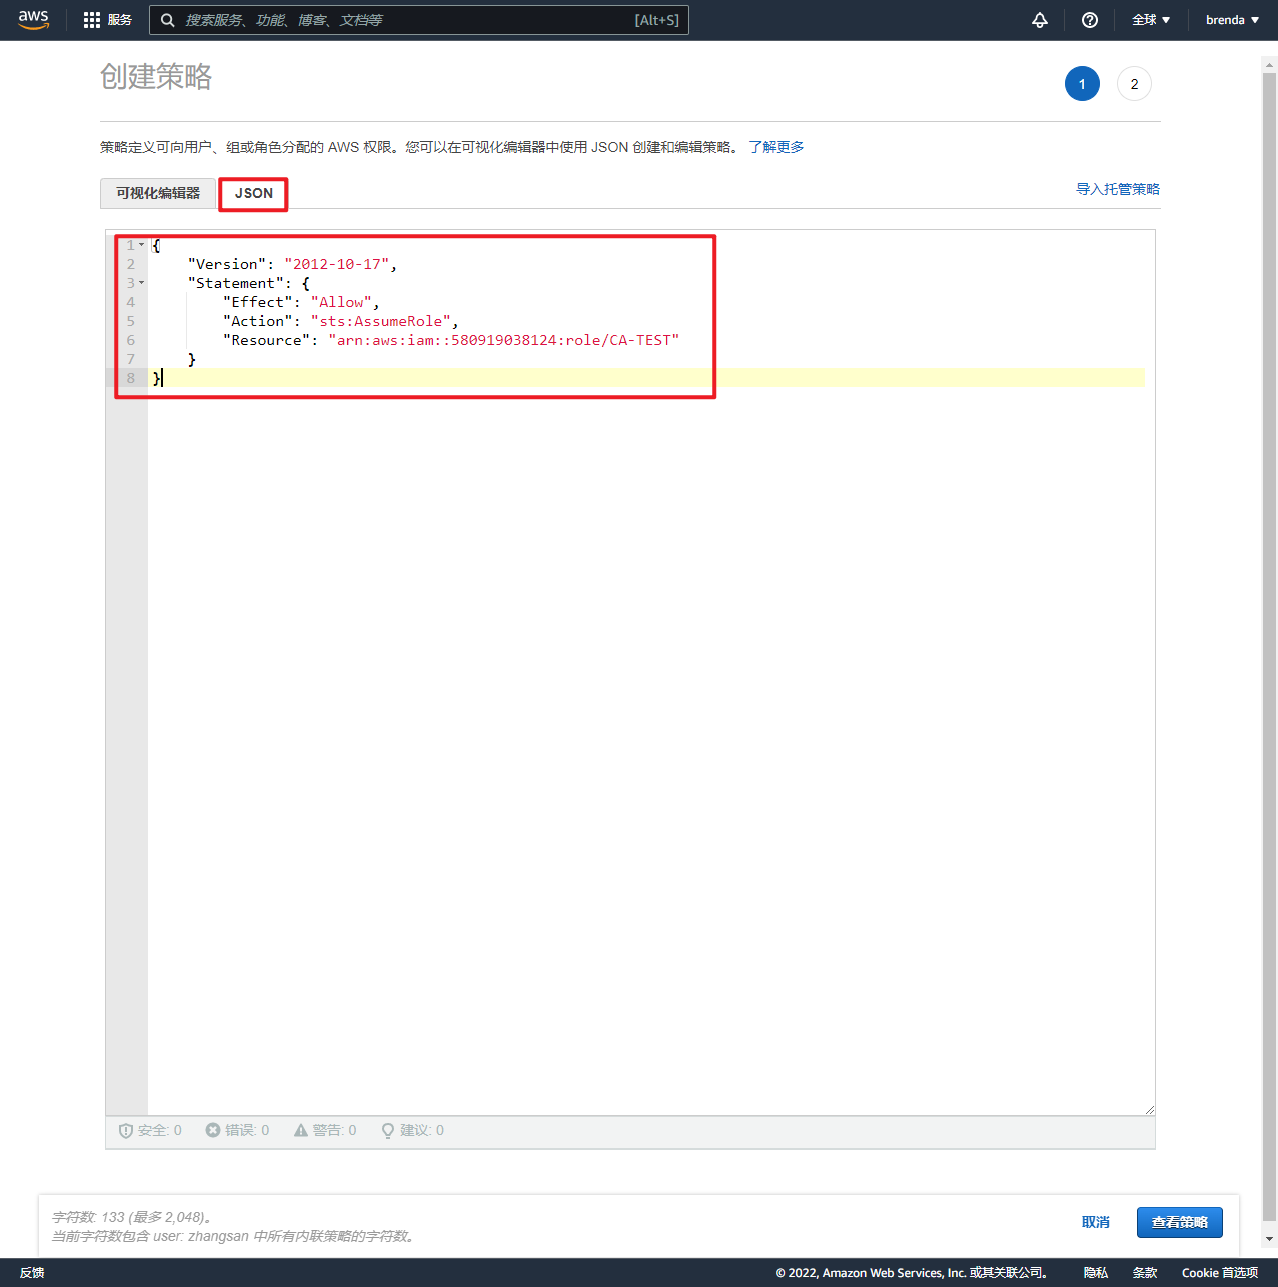 aws 服务 搜索服务、功能、博客、文档等 [Alt+S] 全球 ▼ brenda ▼
创建策略
1 2
策略定义可向用户、组或角色分配的 AWS 权限。您可以在可视化编辑器中使用 JSON 创建和编辑策略。 了解更多
可视化编辑器 JSON 导入托管策略
1 {
2 "Version": "2012-10-17",
3 "Statement": {
4 "Effect": "Allow",
5 "Action": "sts:AssumeRole",
6 "Resource": "arn:aws:iam::580919038124:role/CA-TEST"
7 }
8 }
安全: 0 错误: 0 警告: 0 建议: 0
字符数: 133 (最多 2,048)。
当前字符数包含 user: zhangsan 中所有内联策略的字符数。
取消 查看策略
反馈 © 2022, Amazon Web Services, Inc. 或其关联公司。 隐私 条款 Cookie 首选项